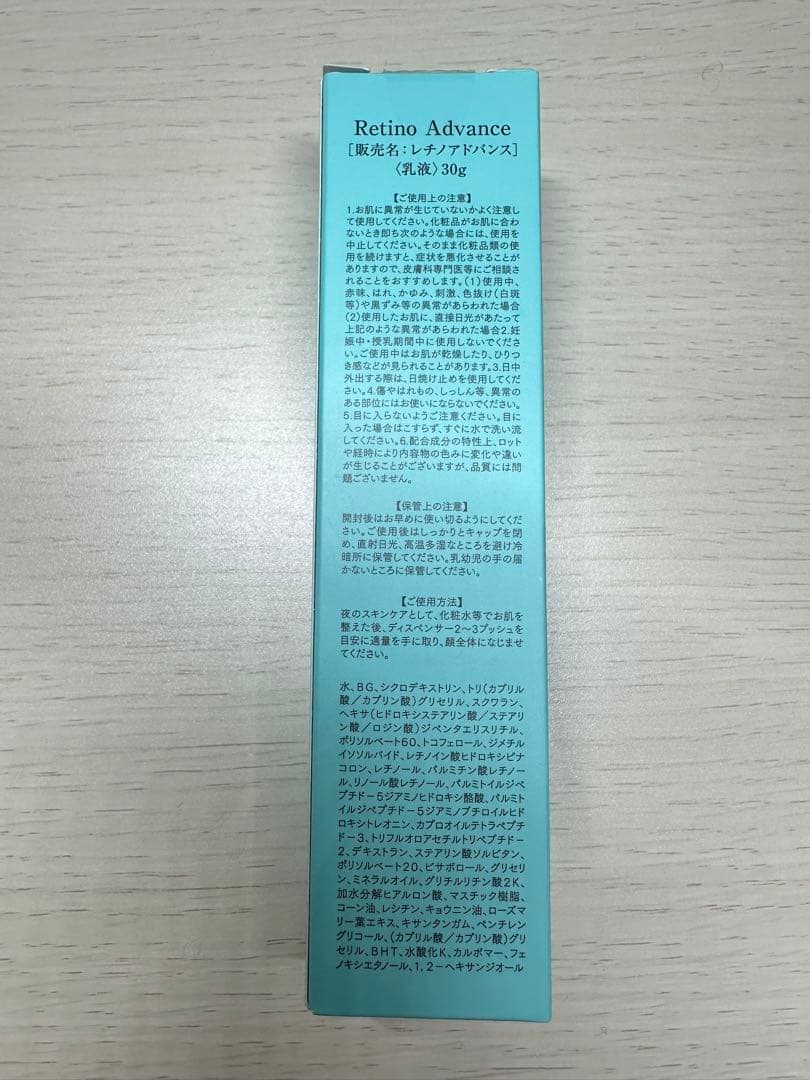 Retino Advance
[販売名:レチノアドバンス]
〈乳液〉30g
【ご使用上の注意】
1.お肌に異常が生じていないかよく注意し
て使用してください。化粧品がお肌に合わ
ないとき即ち次のような場合には、使用を
中止してください。そのまま化粧品類の使
用を続けますと、症状を悪化させることが
ありますので、皮膚科専門医等にご相談さ
れることをおすすめします。(1)使用中、
赤味、はれ、かゆみ、刺激、色抜け(白斑
等)や黒ずみ等の異常があらわれた場合
(2)使用したお肌に、直接日光があたって
上記のような異常があらわれた場合2.妊
娠中・授乳期間中に使用しないでくださ
い。ご使用中はお肌が乾燥したり、ひりつ
き感などが見られることがあります。3.日中
外出する際は、日焼け止めを使用してくだ
さい。4.傷やはれもの、しっしん等、異常の
ある部位にはお使いにならないでください。
5.目に入らないようご注意ください。目に
入った場合はこすらず、すぐに水で洗い流
してください。6.配合成分の特性上、ロット
や経時により内容物の色みに変化や違い
が生じることがございますが、品質には問
題ございません。
【保管上の注意】
開封後はお早めに使い切るようにしてくだ
さい。ご使用後はしっかりとキャップを閉
め、直射日光、高温多湿なところを避け冷
暗所に保管してください。乳幼児の手の届
かないところに保管してください。
【ご使用方法】
夜のスキンケアとして、化粧水等でお肌を
整えた後、ディスペンサー2〜3プッシュを
目安に適量を手に取り、顔全体になじませ
てください。
水、BG、シクロデキストリン、トリ(カプリル
酸/カプリン酸)グリセリル、スクワラン、
ヘキサ(ヒドロキシステアリン酸/ステアリ
ン酸/ロジン酸)ジペンタエリスリチル、
ポリソルベート60、トコフェロール、ジメチル
イソソルバイド、レチノイン酸ヒドロキシピナ
コロン、レチノール、パルミチン酸レチノー
ル、リノール酸レチノール、パルミトイルジペ
プチド-5ジアミノヒドロキシ酪酸、パルミト
イルジペプチド-5ジアミノブチロイルヒド
ロキシトレオニン、カプロオイルテトラペプチ
ド-3、トリフルオロアセチルトリペプチド-
2、デキストラン、ステアリン酸ソルビタン、
ポリソルベート20、ビサボロール、グリセリ
ン、ミネラルオイル、グリチルリチン酸2K、
加水分解ヒアルロン酸、マスチック樹脂、
コーン油、レシチン、キョウニン油、ローズマ
リー葉エキス、キサンタンガム、ペンチレン
グリコール、(カプリル酸/カプリン酸)グリ
セリル、BHT、水酸化K、カルボマー、フェ
ノキシエタノール、1,2-ヘキサンジオール